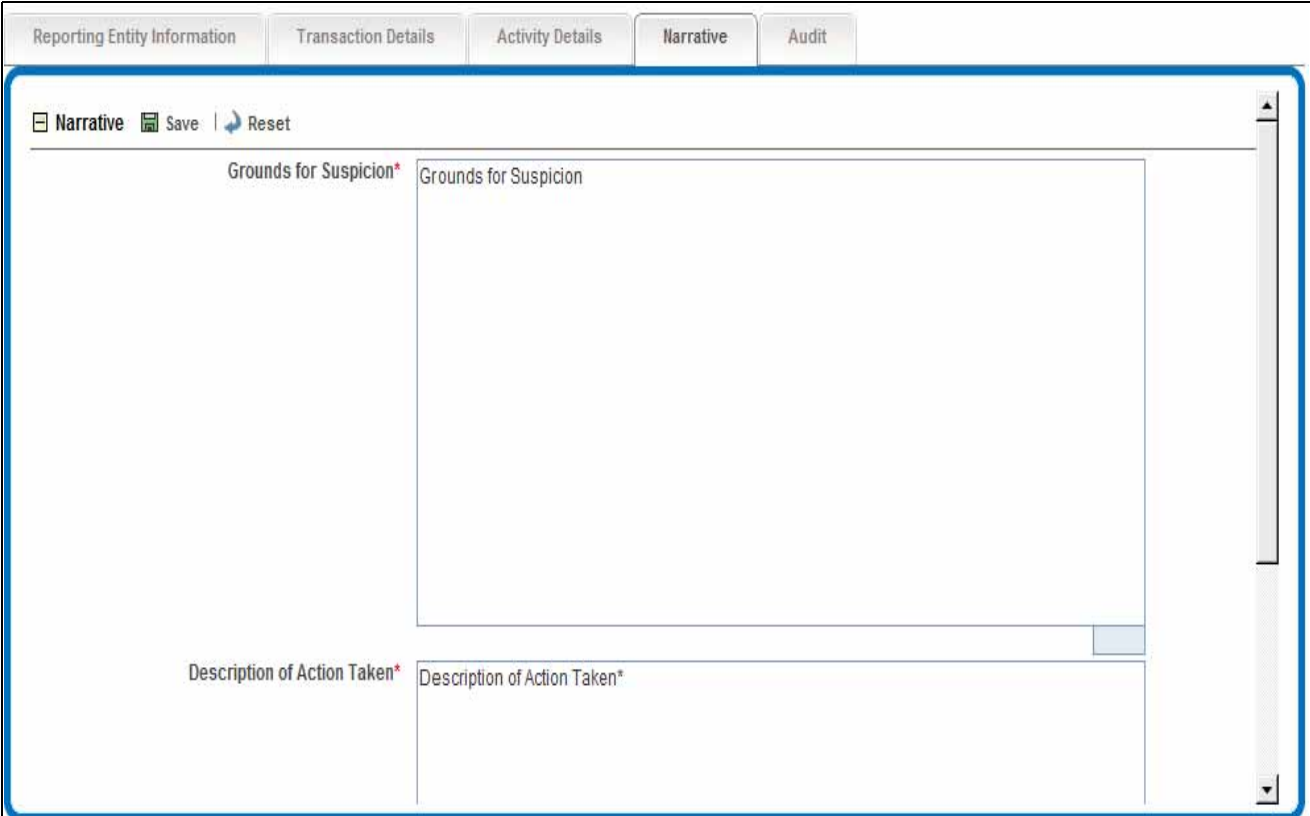 Reporting Entity Information Transaction Details Activity Details Narrative Audit
Narrative Save | Reset
Grounds for Suspicion* Grounds for Suspicion
Description of Action Taken* Description of Action Taken*